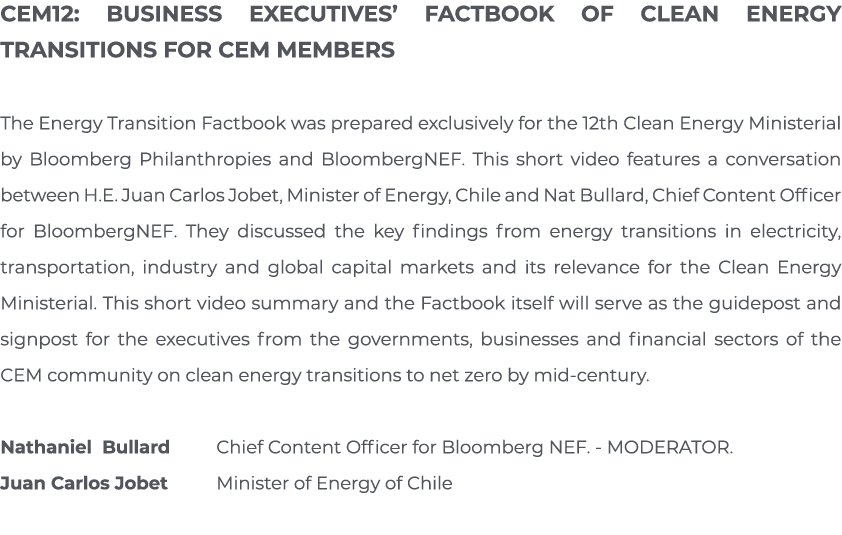 CEM12: BUSINESS EXECUTIVES’ FACTBOOK OF CLEAN ENERGY
TRANSITIONS FOR CEM MEMBERS
The Energy Transition Factbook was prepared exclusively for the 12th Clean Energy Ministerial
by Bloomberg Philanthropies and BloombergNEF. This short video features a conversation
between H.E. Juan Carlos Jobet, Minister of Energy, Chile and Nat Bullard, Chief Content Officer
for BloombergNEF. They discussed the key findings from energy transitions in electricity,
transportation, industry and global capital markets and its relevance for the Clean Energy
Ministerial. This short video summary and the Factbook itself will serve as the guidepost and
signpost for the executives from the governments, businesses and financial sectors of the
CEM community on clean energy transitions to net zero by mid-century.
Nathaniel Bullard Chief Content Officer for Bloomberg NEF. - MODERATOR.
Juan Carlos Jobet Minister of Energy of Chile